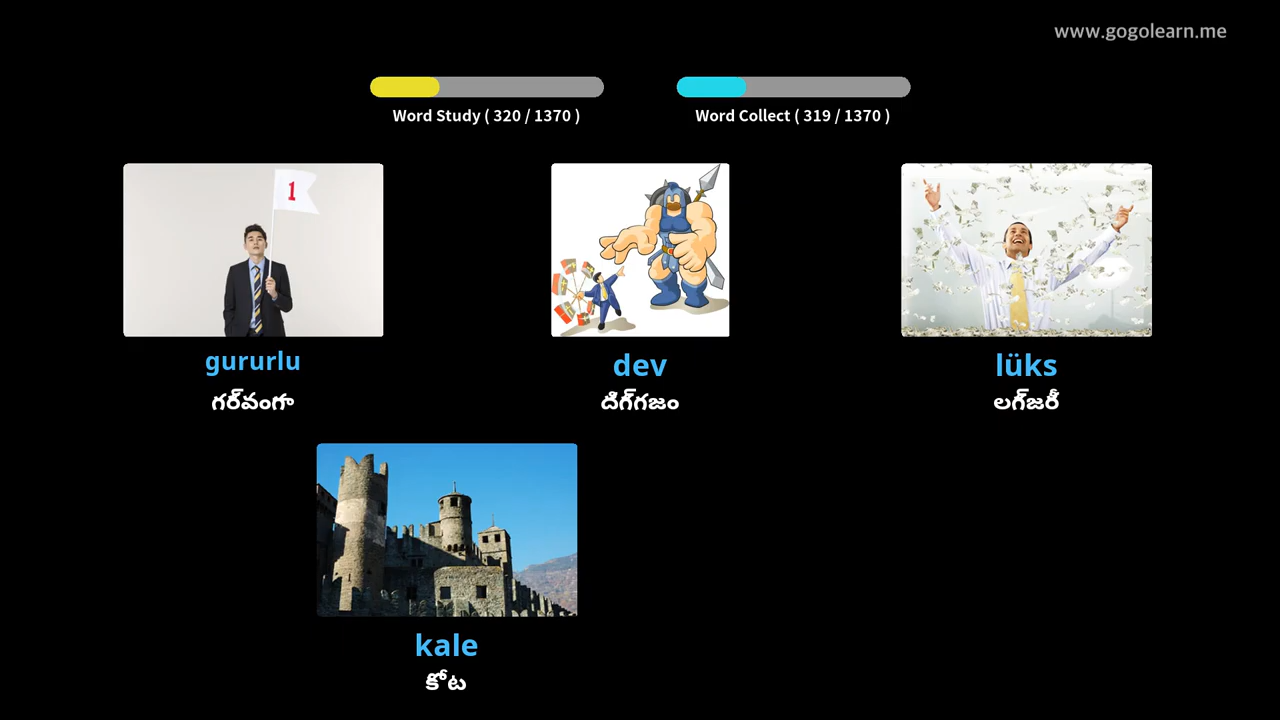 www.gogolearn.me
Word Study ( 320 / 1370 )
Word Collect ( 319 / 1370 )
1
gururlu
గర్‌వంగా
dev
దిగ్‌గజం
lüks
లగ్‌జరీ
kale
కోట